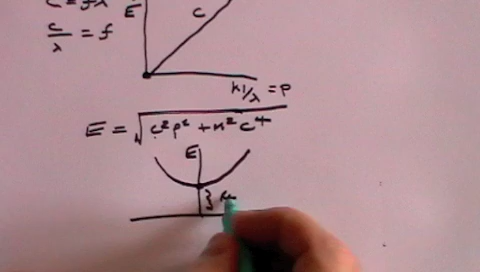 c = fλ
c/λ = f
E
c
h/λ = p
E = √c²p² + m²c⁴
E